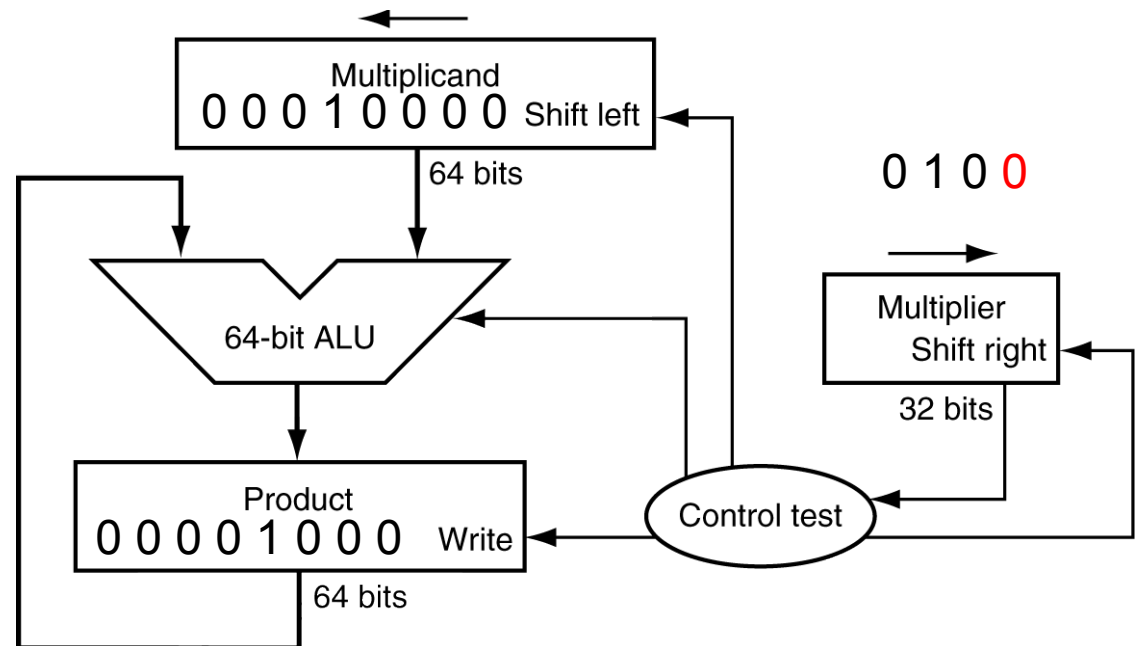 Multiplicand
0 0 0 1 0 0 0 0 Shift left
64 bits
0 1 0 0
64-bit ALU
Multiplier
Shift right
32 bits
Product
0 0 0 0 1 0 0 0 Write
Control test
64 bits